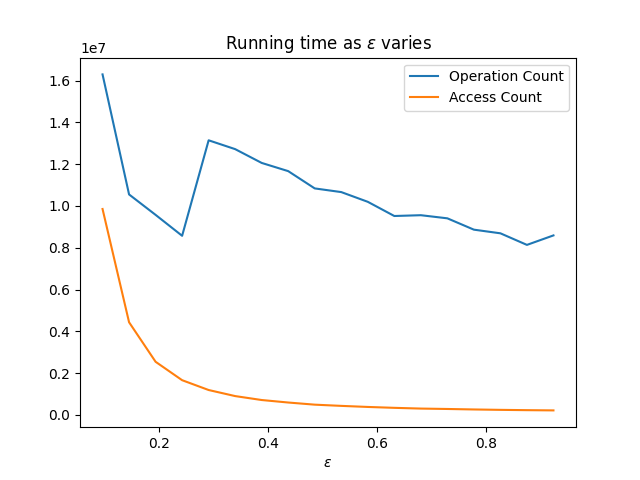 Running time as ε varies
1e7
Operation Count
Access Count
1.6
1.4
1.2
1.0
0.8
0.6
0.4
0.2
0.0
0.2 0.4 0.6 0.8
ε